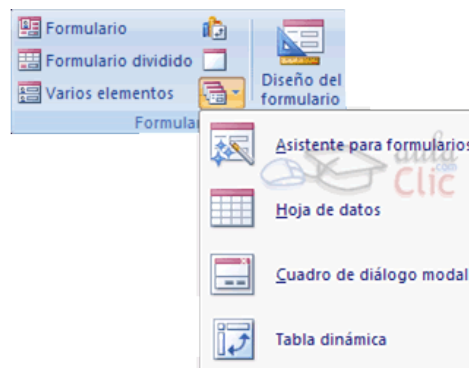 Formulario
Formulario dividido
Varios elementos
Diseño del
formulario
Formular
Asistente para formularios
aula
.com
Clic
Hoja de datos
Cuadro de diálogo modal
Tabla dinámica